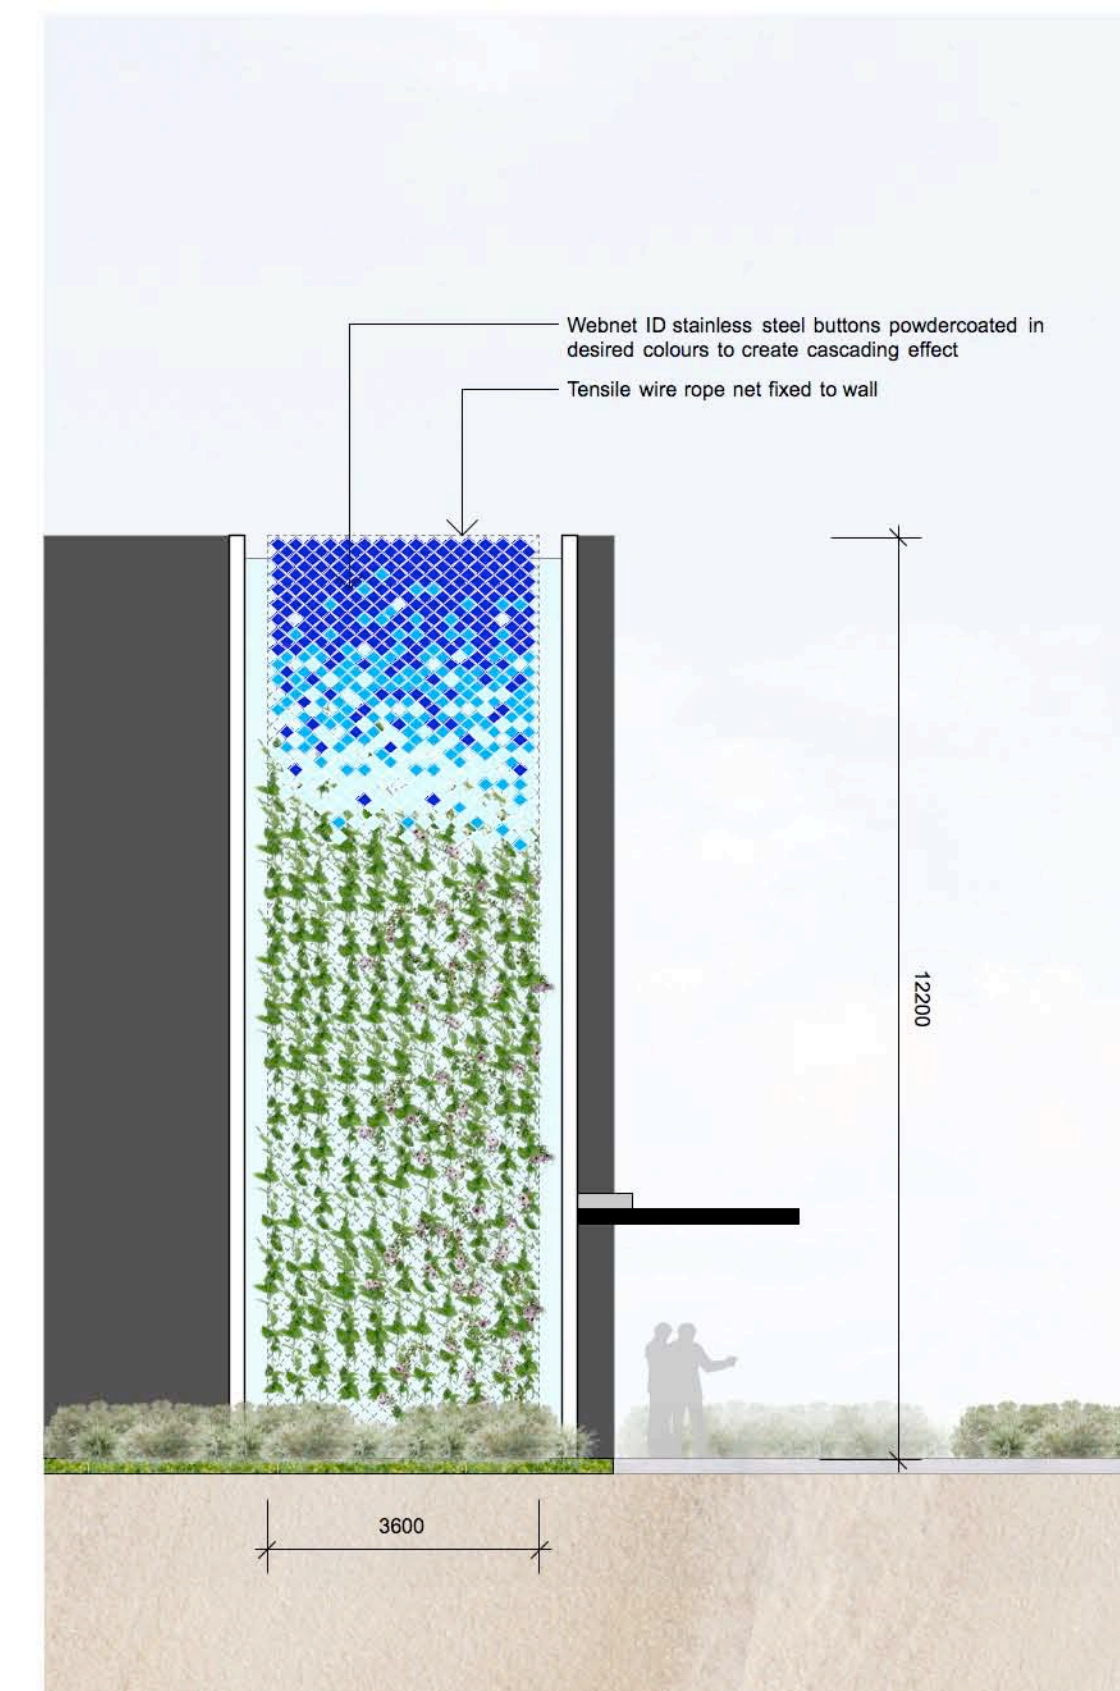 Webnet ID stainless steel buttons powdercoated in
desired colours to create cascading effect
Tensile wire rope net fixed to wall
12200
3600